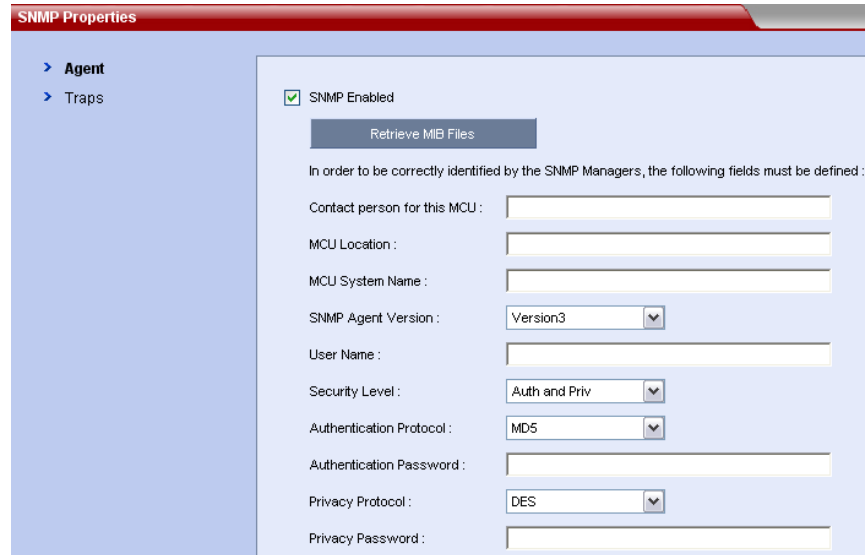 SNMP Properties
Agent
Traps
SNMP Enabled
Retrieve MIB Files
In order to be correctly identified by the SNMP Managers, the following fields must be defined :
Contact person for this MCU :
MCU Location :
MCU System Name :
SNMP Agent Version : Version3
User Name :
Security Level : Auth and Priv
Authentication Protocol : MD5
Authentication Password :
Privacy Protocol : DES
Privacy Password :